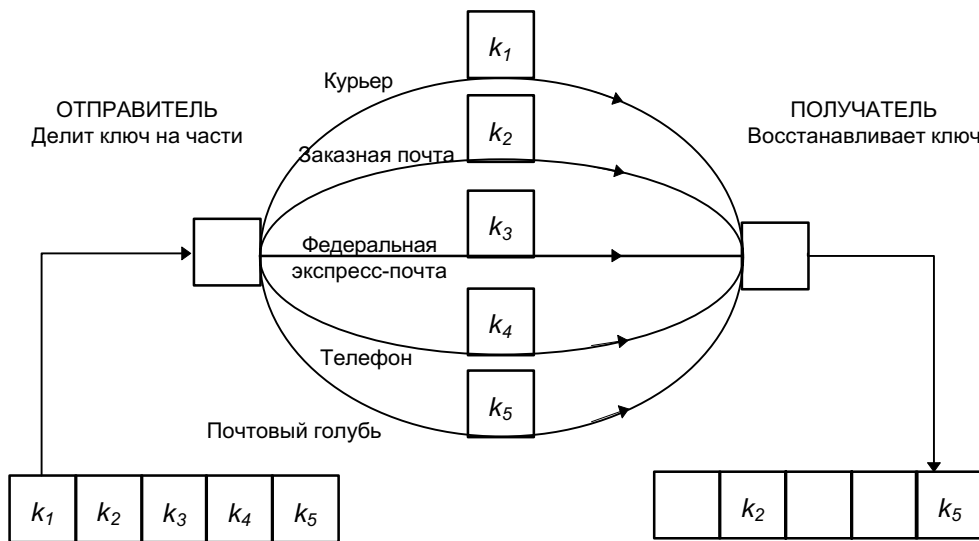 k1
Курьер
ОТПРАВИТЕЛЬ
Делит ключ на части
ПОЛУЧАТЕЛЬ
Восстанавливает ключ
k2
Заказная почта
k3
Федеральная
экспресс-почта
k4
Телефон
k5
Почтовый голубь
k1 k2 k3 k4 k5
k2 k5